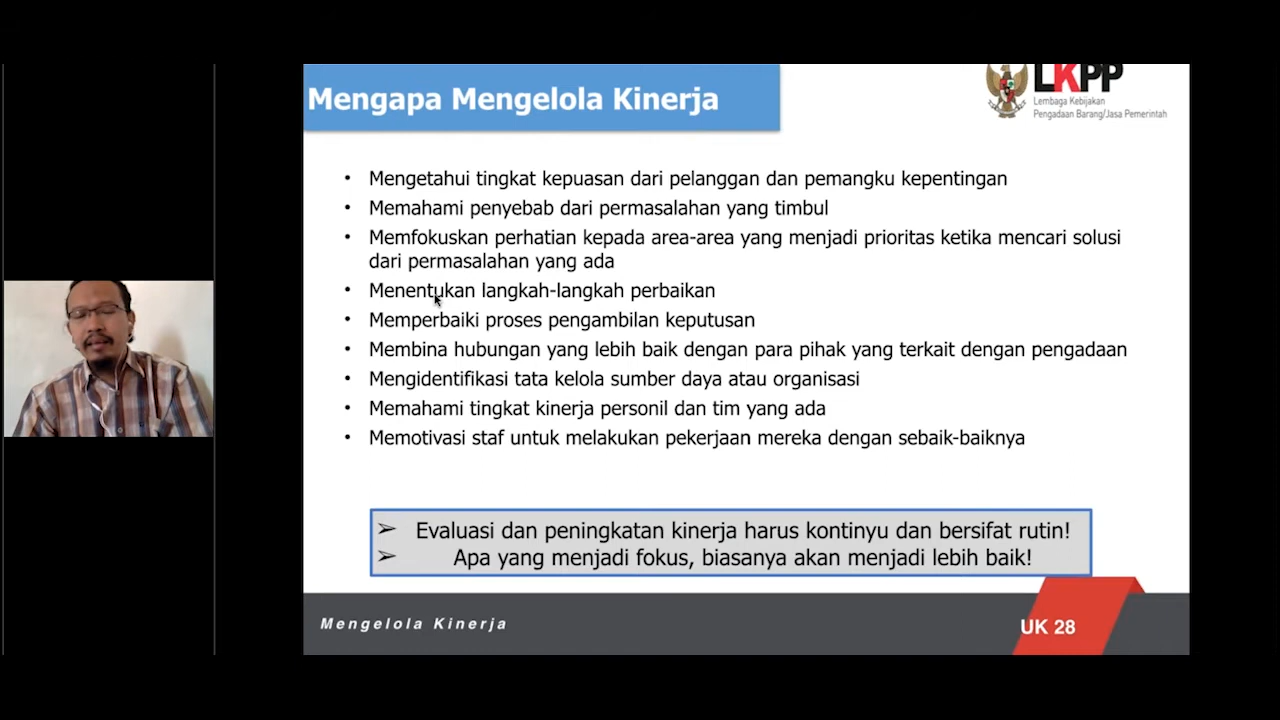 Mengapa Mengelola Kinerja
LKPP
Lembaga Kebijakan
Pengadaan Barang/Jasa Pemerintah
• Mengetahui tingkat kepuasan dari pelanggan dan pemangku kepentingan
• Memahami penyebab dari permasalahan yang timbul
• Memfokuskan perhatian kepada area-area yang menjadi prioritas ketika mencari solusi
dari permasalahan yang ada
• Menentukan langkah-langkah perbaikan
• Memperbaiki proses pengambilan keputusan
• Membina hubungan yang lebih baik dengan para pihak yang terkait dengan pengadaan
• Mengidentifikasi tata kelola sumber daya atau organisasi
• Memahami tingkat kinerja personil dan tim yang ada
• Memotivasi staf untuk melakukan pekerjaan mereka dengan sebaik-baiknya
➢ Evaluasi dan peningkatan kinerja harus kontinyu dan bersifat rutin!
➢ Apa yang menjadi fokus, biasanya akan menjadi lebih baik!
Mengelola Kinerja
UK 28